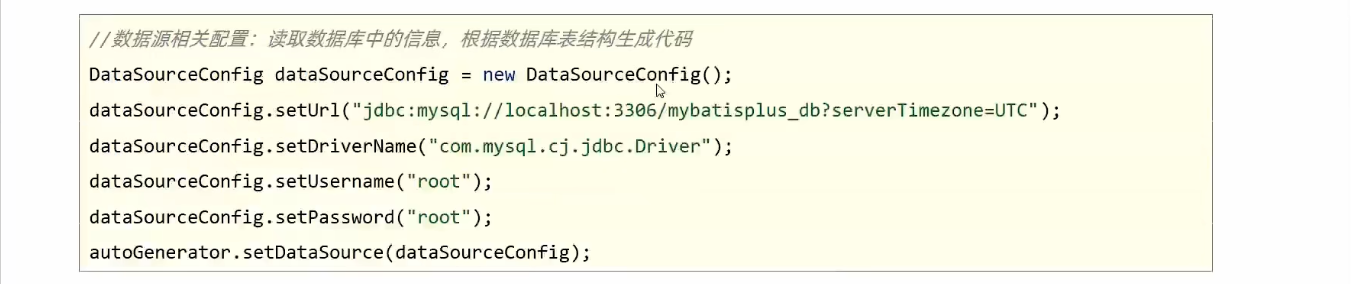 //数据源相关配置：读取数据库中的信息，根据数据库表结构生成代码
DataSourceConfig dataSourceConfig = new DataSourceConfig();
dataSourceConfig.setUrl("jdbc:mysql://localhost:3306/mybatisplus_db?serverTimezone=UTC");
dataSourceConfig.setDriverName("com.mysql.cj.jdbc.Driver");
dataSourceConfig.setUsername("root");
dataSourceConfig.setPassword("root");
autoGenerator.setDataSource(dataSourceConfig);